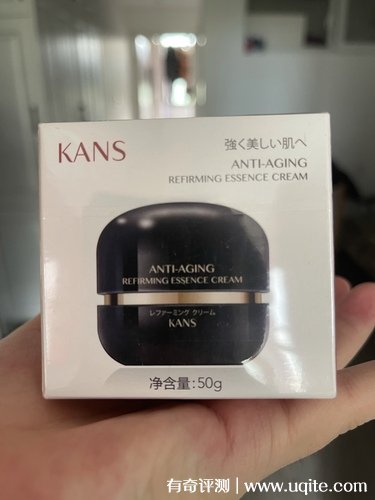 KANS
強く美しい肌へ
ANTI-AGING
REFIRMING ESSENCE CREAM
ANTI-AGING
REFIRMING ESSENCE CREAM
レファーミング クリーム
KANS
净含量:50g
有奇评测 | www.uqite.com